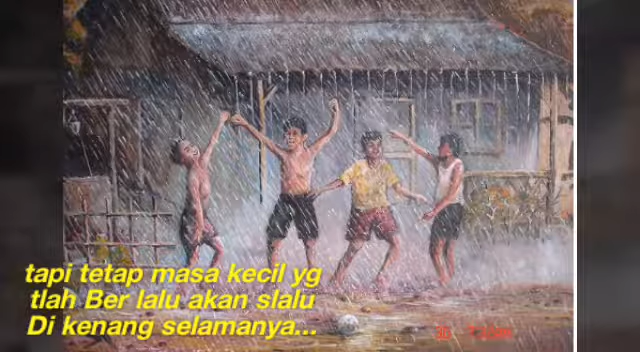 tapi tetap masa kecil yg
tlah Ber lalu akan slalu
Di kenang selamanya...